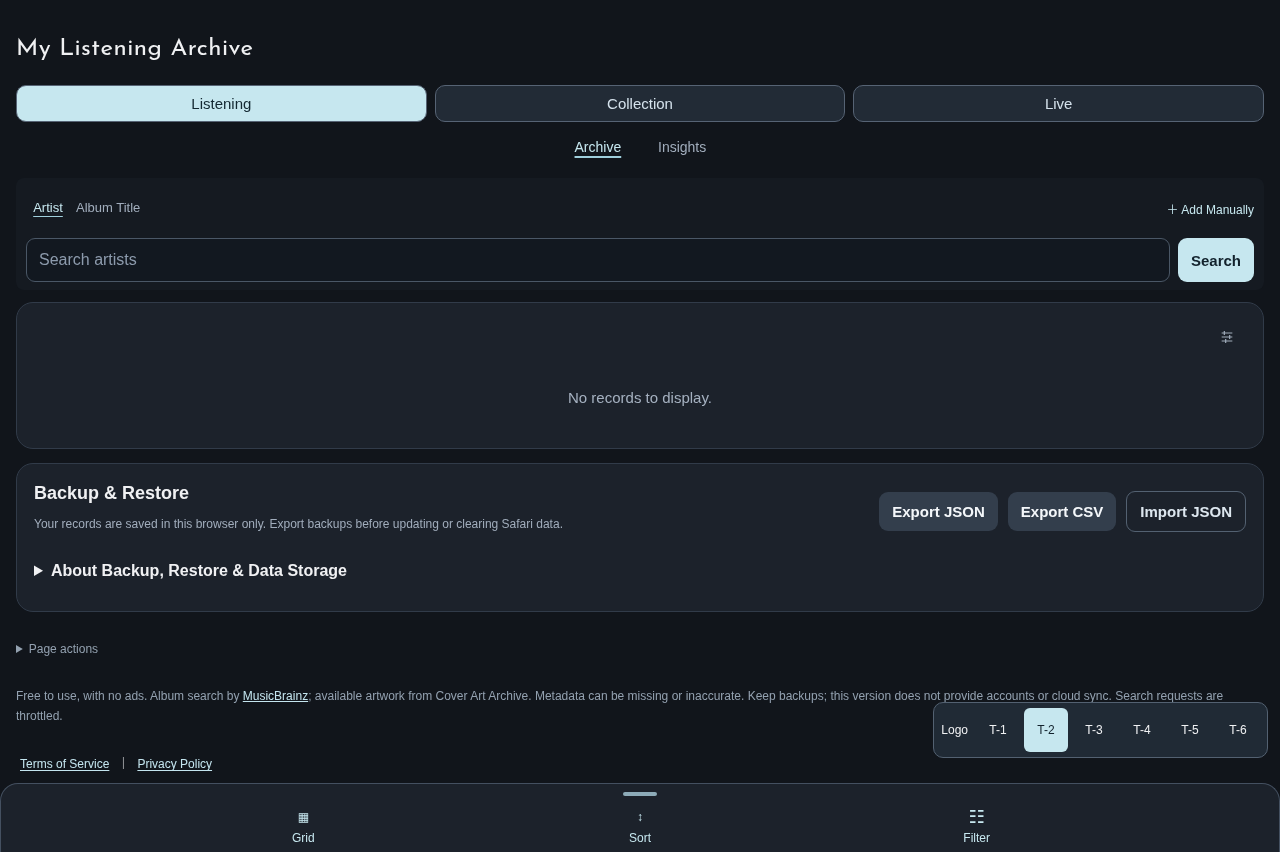 My Listening Archive
Listening
Collection
Live
Archive
Insights
Artist
Album Title
+ Add Manually
Search artists
Search
No records to display.
Backup & Restore
Your records are saved in this browser only. Export backups before updating or clearing Safari data.
Export JSON
Export CSV
Import JSON
About Backup, Restore & Data Storage
Page actions
Free to use, with no ads. Album search by MusicBrainz; available artwork from Cover Art Archive. Metadata can be missing or inaccurate. Keep backups; this version does not provide accounts or cloud sync. Search requests are
throttled.
Logo
T-1
T-2
T-3
T-4
T-5
T-6
Terms of Service
Privacy Policy
Grid
Sort
Filter